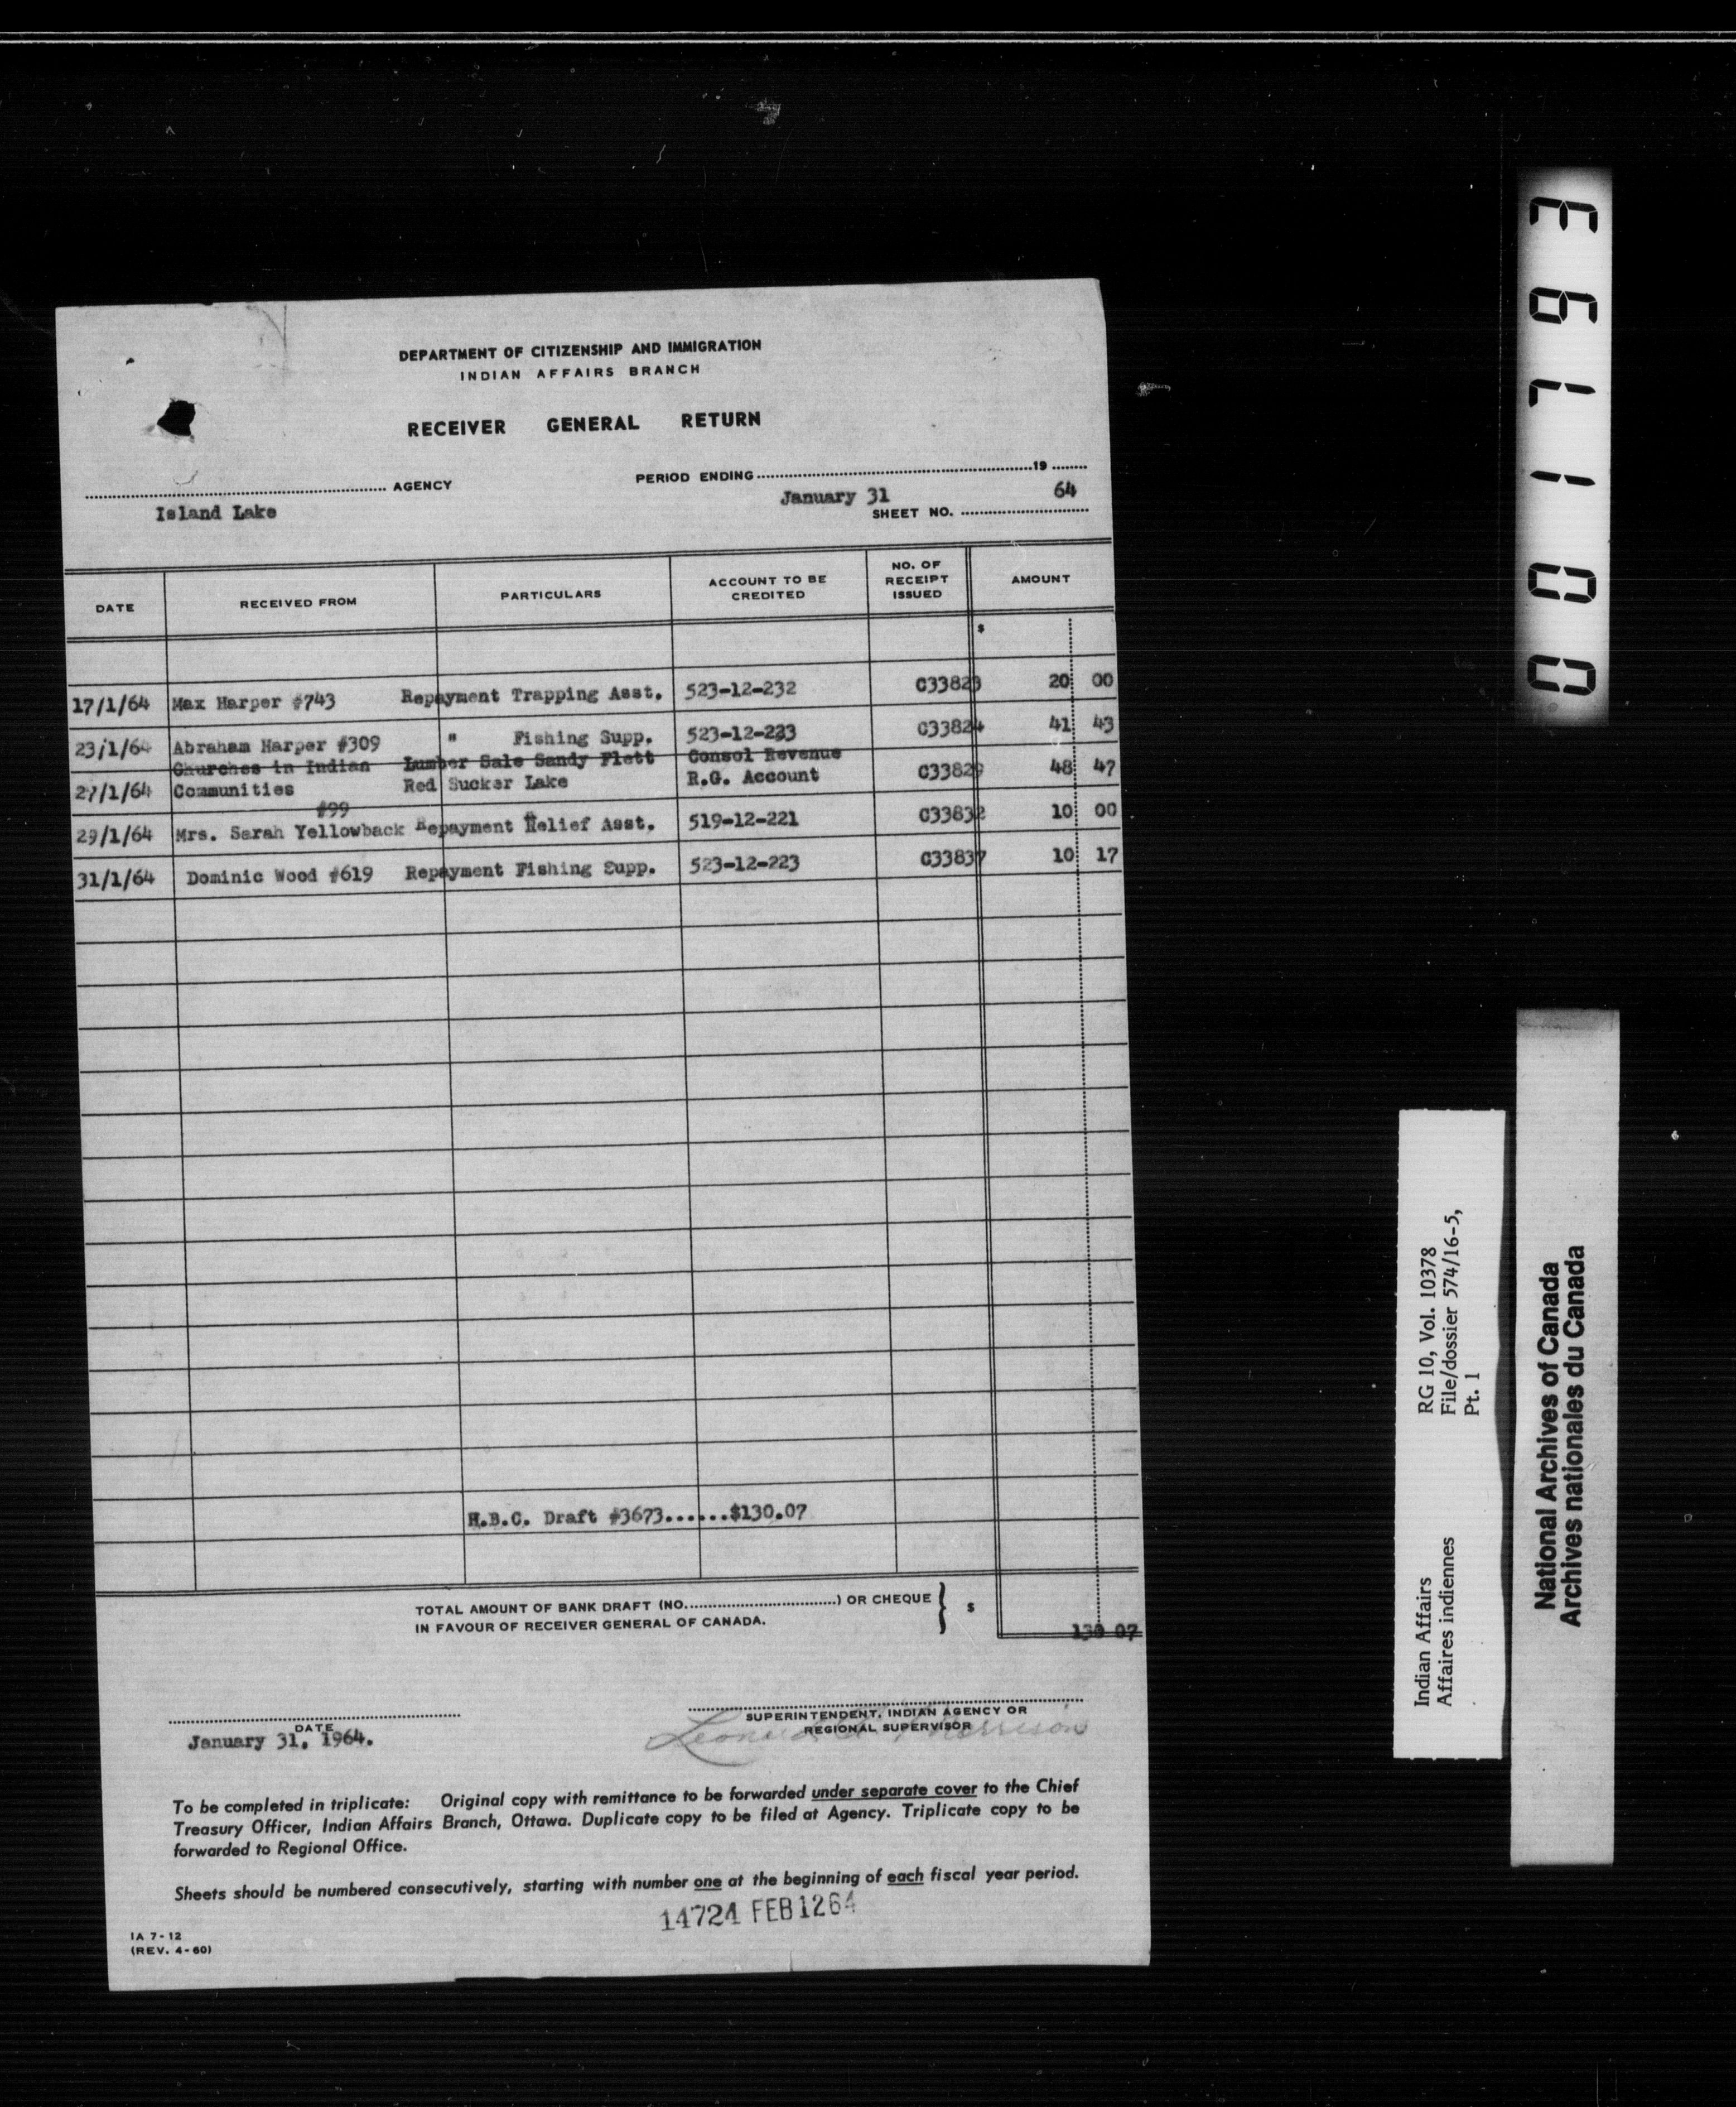 DEPARTMENT OF CITIZENSHIP AND IMMIGRATION
INDIAN AFFAIRS BRANCH
RECEIVER GENERAL RETURN
AGENCY PERIOD ENDING 19
Island Lake January 31 64
SHEET NO.
DATE RECEIVED FROM PARTICULARS ACCOUNT TO BE CREDITED NO. OF RECEIPT ISSUED AMOUNT
$
17/1/64 Max Harper #743 Repayment Trapping Asst. 523-12-232 C33823 20 00
23/1/64 Abraham Harper #309 " Fishing Supp. 523-12-233 C33824 41 43
Churches in Indian Lumber Sale Sandy Flett Consol Revenue
27/1/64 Communities Red Sucker Lake R.G. Account C33829 48 47
#99
29/1/64 Mrs. Sarah Yellowback Repayment Relief Asst. 519-12-221 C33832 10 00
31/1/64 Dominic Wood #619 Repayment Fishing Supp. 523-12-223 C33837 10 17
H.B.C. Draft #3673......$130.07
TOTAL AMOUNT OF BANK DRAFT (NO. ) OR CHEQUE
IN FAVOUR OF RECEIVER GENERAL OF CANADA. $
130 07
DATE
January 31, 1964.
SUPERINTENDENT, INDIAN AGENCY OR
REGIONAL SUPERVISOR
To be completed in triplicate: Original copy with remittance to be forwarded under separate cover to the Chief
Treasury Officer, Indian Affairs Branch, Ottawa. Duplicate copy to be filed at Agency. Triplicate copy to be
forwarded to Regional Office.
Sheets should be numbered consecutively, starting with number one at the beginning of each fiscal year period.
14724 FEB 12 64
IA 7-12
(REV. 4-60)
001763
Indian Affairs RG 10, Vol. 10378
Affaires indiennes File/dossier 574/16-5,
Pt. 1
National Archives of Canada
Archives nationales du Canada